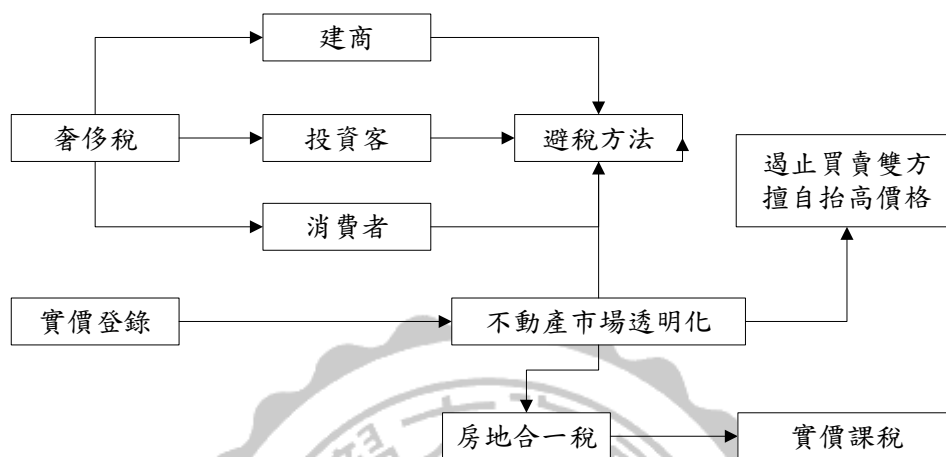 建商
奢侈稅
投資客
避稅方法
遏止買賣雙方
擅自抬高價格
消費者
實價登錄
不動產市場透明化
房地合一稅
實價課稅